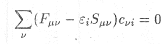 ∑_ν (F_μν − ε_i S_μν) c_νi = 0